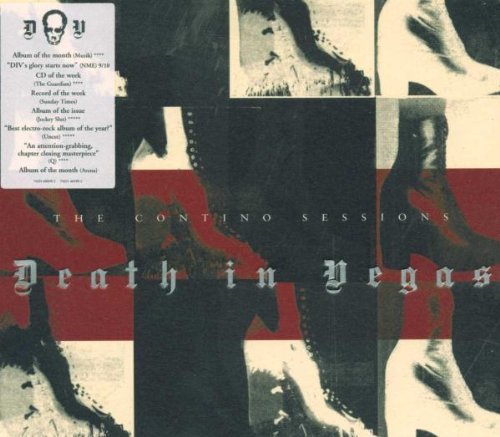 D V
Album of the month (Muzik) ****
"DIV's glory starts now" (NME) 9/10
CD of the week
(The Guardian) ****
Record of the week
(Sunday Times)
Album of the issue
(Jockey Slut) *****
"Best electro-rock album of the year?"
(Uncut) *****
"An attention-grabbing,
chapter closing masterpiece"
(Q) ****
Album of the month (Arena)
THE CONTINO SESSIONS
Death in Vegas